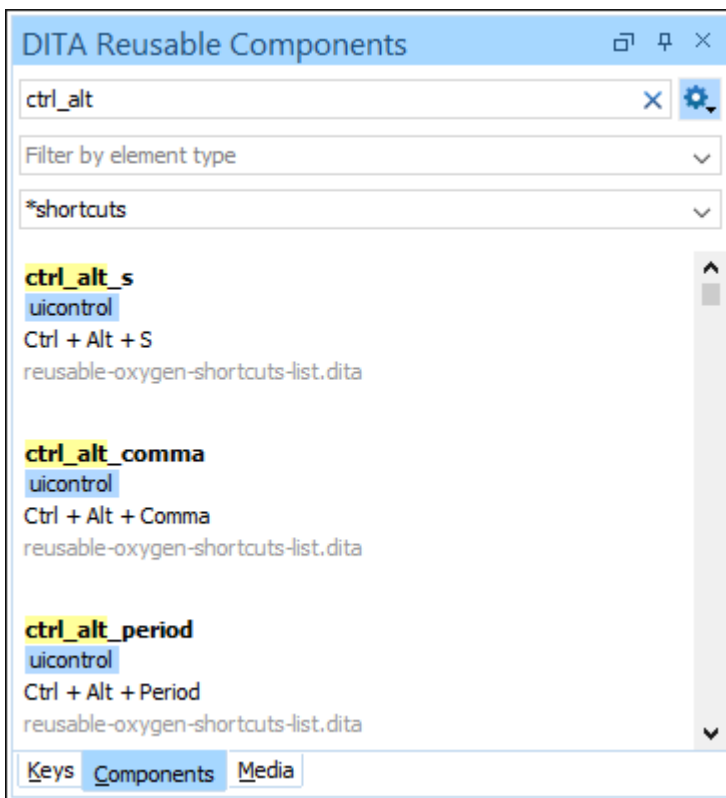 DITA Reusable Components
ctrl_alt
Filter by element type
*shortcuts
ctrl_alt_s
uicontrol
Ctrl + Alt + S
reusable-oxygen-shortcuts-list.dita
ctrl_alt_comma
uicontrol
Ctrl + Alt + Comma
reusable-oxygen-shortcuts-list.dita
ctrl_alt_period
uicontrol
Ctrl + Alt + Period
reusable-oxygen-shortcuts-list.dita
Keys Components Media